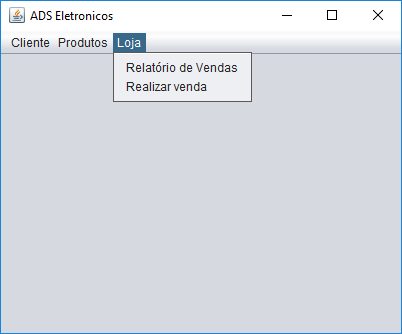 ADS Eletronicos
Cliente Produtos Loja
Relatório de Vendas
Realizar venda